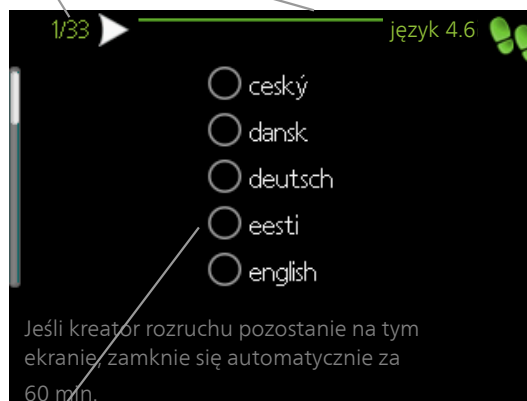 1/33
język 4.6
ceský
dansk
deutsch
eesti
english
Jeśli kreator rozruchu pozostanie na tym
ekranie, zamknie się automatycznie za
60 min.